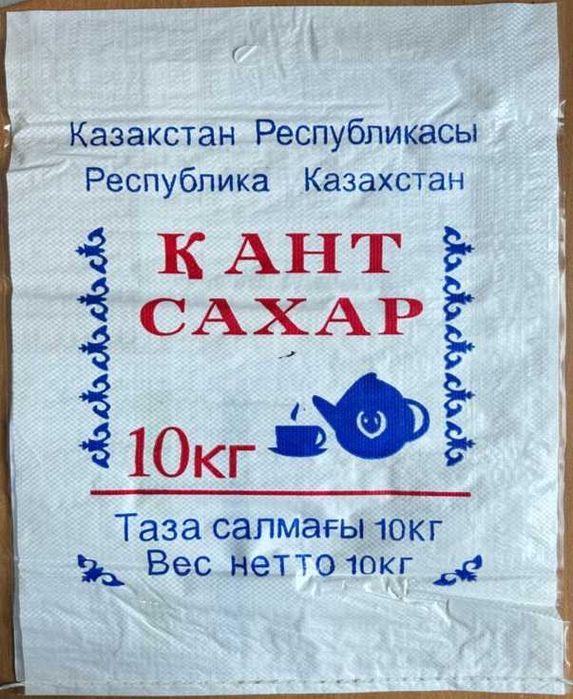 Казакстан Республикасы
Республика Казахстан
ҚАНТ
САХАР
10кг
Таза салмағы 10кг
Вес нетто 10кг